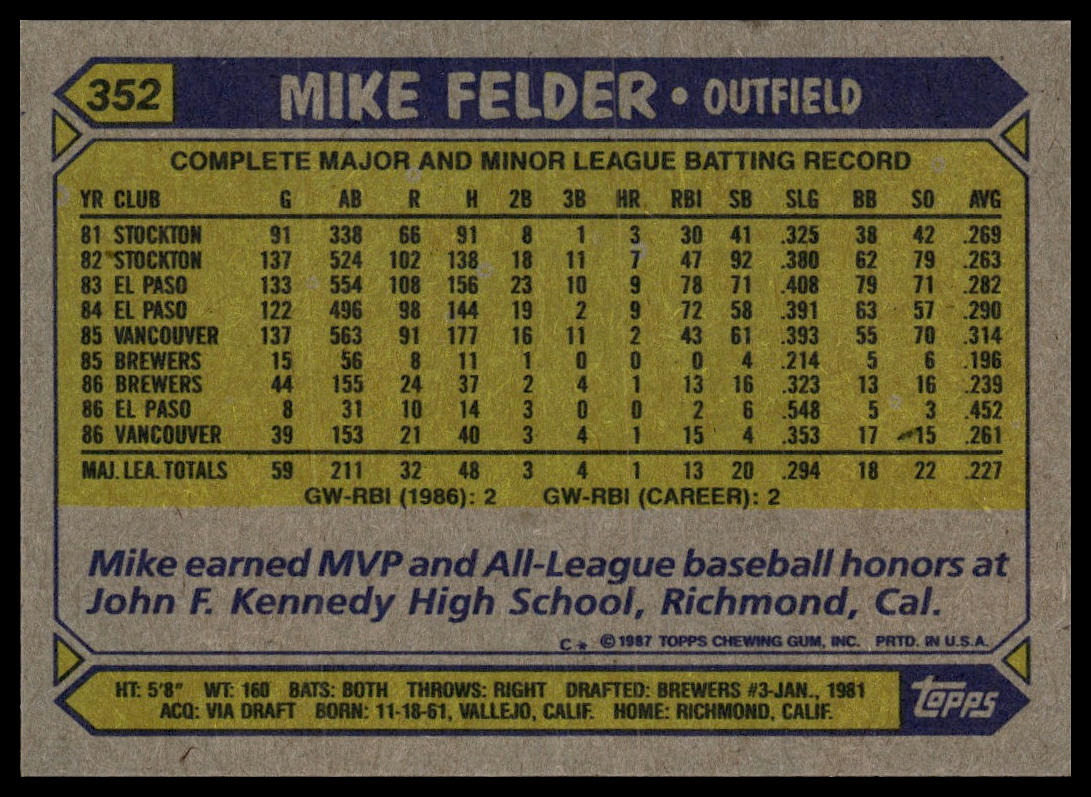 352
MIKE FELDER • OUTFIELD
COMPLETE MAJOR AND MINOR LEAGUE BATTING RECORD
YR CLUB G AB R H 2B 3B HR RBI SB SLG BB SO AVG
81 STOCKTON 91 338 66 91 8 1 3 30 41 .325 38 42 .269
82 STOCKTON 137 524 102 138 18 11 7 47 92 .380 62 79 .263
83 EL PASO 133 554 108 156 23 10 9 78 71 .408 79 71 .282
84 EL PASO 122 496 98 144 19 2 9 72 58 .391 63 57 .290
85 VANCOUVER 137 563 91 177 16 11 2 43 61 .393 55 70 .314
85 BREWERS 15 56 8 11 1 0 0 0 4 .214 5 6 .196
86 BREWERS 44 155 24 37 2 4 1 13 16 .323 13 16 .239
86 EL PASO 8 31 10 14 3 0 0 2 6 .548 5 3 .452
86 VANCOUVER 39 153 21 40 3 4 1 15 4 .353 17 15 .261
MAJ. LEA. TOTALS 59 211 32 48 3 4 1 13 20 .294 18 22 .227
GW-RBI (1986): 2 GW-RBI (CAREER): 2
Mike earned MVP and All-League baseball honors at
John F. Kennedy High School, Richmond, Cal.
C* ©1987 TOPPS CHEWING GUM, INC. PRTD. IN U.S.A.
HT: 5'8" WT: 160 BATS: BOTH THROWS: RIGHT DRAFTED: BREWERS #3-JAN., 1981
ACQ: VIA DRAFT BORN: 11-18-61, VALLEJO, CALIF. HOME: RICHMOND, CALIF.
topps